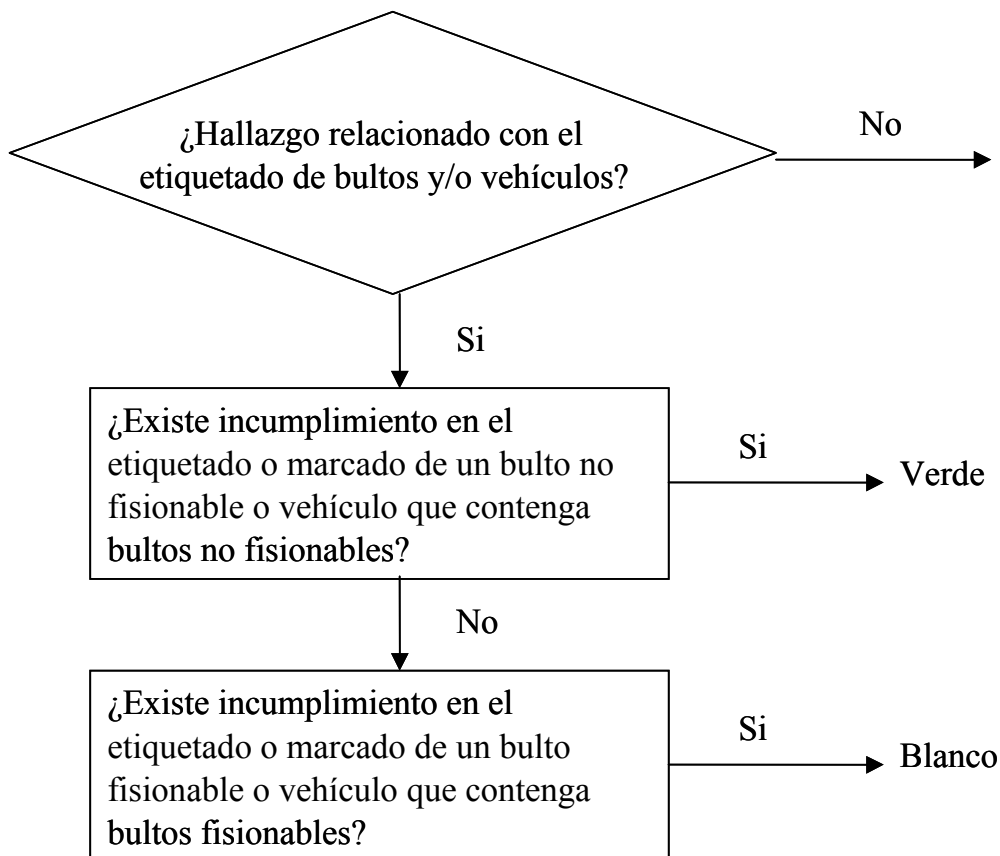 ¿Hallazgo relacionado con el
etiquetado de bultos y/o vehículos?
No
Si
¿Existe incumplimiento en el
etiquetado o marcado de un bulto no
fisionable o vehículo que contenga
bultos no fisionables?
Si
Verde
No
¿Existe incumplimiento en el
etiquetado o marcado de un bulto
fisionable o vehículo que contenga
bultos fisionables?
Si
Blanco